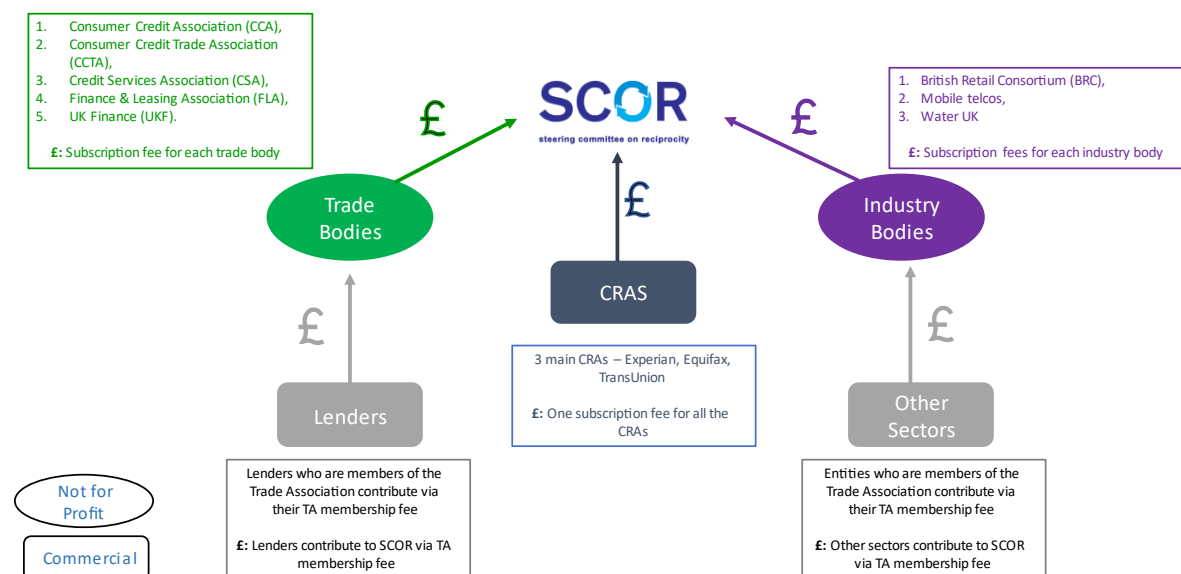 1. Consumer Credit Association (CCA),
2. Consumer Credit Trade Association
(CCTA),
3. Credit Services Association (CSA),
4. Finance & Leasing Association (FLA),
5. UK Finance (UKF).
£: Subscription fee for each trade body
£
SCOR
steering committee on reciprocity
£
1. British Retail Consortium (BRC),
2. Mobile telcos,
3. Water UK
£: Subscription fees for each industry body
Trade
Bodies
£
Industry
Bodies
£
CRAS
£
3 main CRAs – Experian, Equifax,
TransUnion
£: One subscription fee for all the
CRAs
Lenders
Other
Sectors
Lenders who are members of the
Trade Association contribute via
their TA membership fee
£: Lenders contribute to SCOR via TA
membership fee
Entities who are members of the
Trade Association contribute via
their TA membership fee
£: Other sectors contribute to SCOR
via TA membership fee
Not for
Profit
Commercial